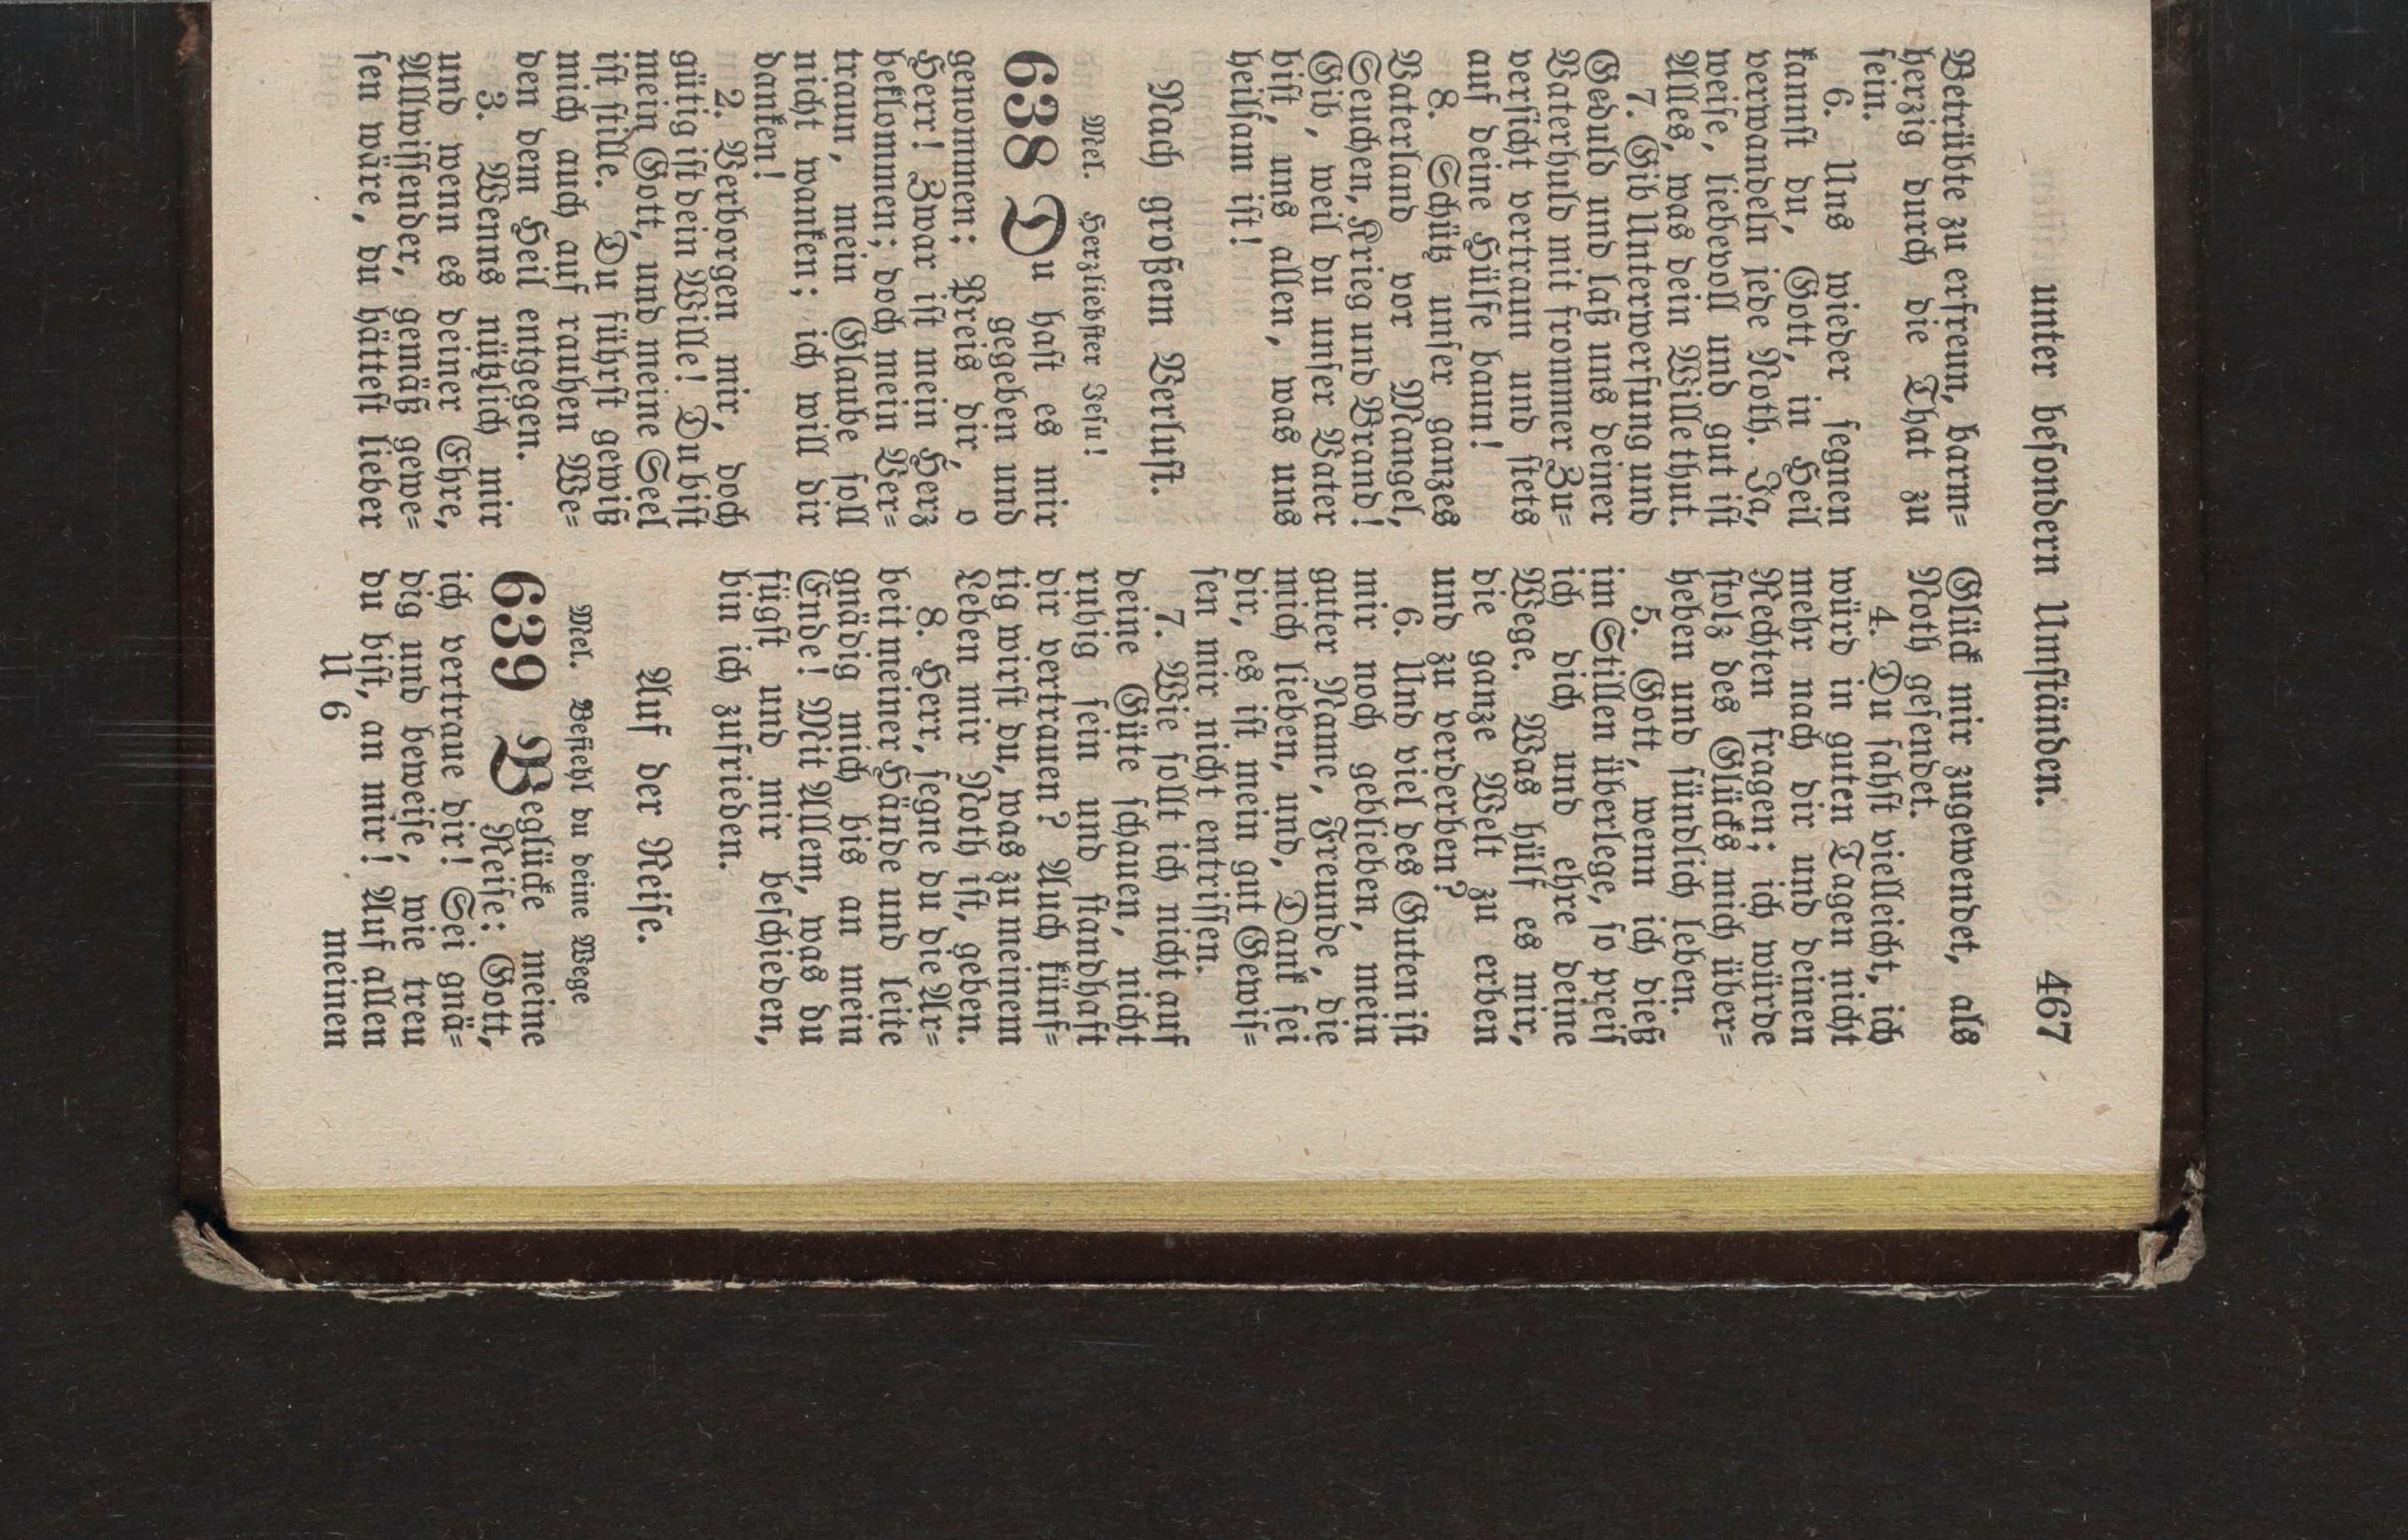 unter besondern Umständen. 467
Betrübte zu erfreun, barm=
herzig durch die That zu
sein.
6. Uns wieder segnen
kannst du, Gott, in Heil
verwandeln jede Noth. Ja,
weise, liebevoll und gut ist
Alles, was dein Wille thut.
7. Gib Unterwerfung und
Geduld und laß uns deiner
Vaterhuld mit frommer Zu=
versicht vertraun und stets
auf deine Hülfe baun!
8. Schütz unser ganzes
Vaterland vor Mangel,
Seuchen, Krieg und Brand!
Gib, weil du unser Vater
bist, uns allen, was uns
heilsam ist!
Nach großem Verlust.
Mel. Herzliebster Jesu!
638 Du hast es mir
gegeben und
genommen; Preis dir, o
Herr! Zwar ist mein Herz
beklommen; doch mein Ver=
traun, mein Glaube soll
nicht wanken; ich will dir
danken!
2. Verborgen mir, doch
gütig ist dein Wille! Du bist
mein Gott, und meine Seel
ist stille. Du führst gewiß
mich auch auf rauhen We=
den dem Heil entgegen.
3. Wenns nützlich mir
und wenn es deiner Ehre,
Allwissender, gemäß gewe=
sen wäre, du hättest lieber
Glück mir zugewendet, als
Noth gesendet.
4. Du sahst vielleicht, ich
würd in guten Tagen nicht
mehr nach dir und deinen
Rechten fragen; ich würde
stolz des Glücks mich über=
heben und sündlich leben.
5. Gott, wenn ich dieß
im Stillen überlege, so preis
ich dich und ehre deine
Wege. Was hülf es mir,
die ganze Welt zu erben
und zu verderben?
6. Und viel des Guten ist
mir noch geblieben, mein
guter Name, Freunde, die
mich lieben, und, Dank sei
dir, es ist mein gut Gewis=
sen mir nicht entrissen.
7. Wie sollt ich nicht auf
deine Güte schauen, nicht
ruhig sein und standhaft
dir vertrauen? Auch künf=
tig wirst du, was zu meinem
Leben mir Noth ist, geben.
8. Herr, segne du die Ar=
beit meiner Hände und leite
gnädig mich bis an mein
Ende! Mit Allem, was du
fügst und mir beschieden,
bin ich zufrieden.
Auf der Reise.
Mel. Befiehl du deine Wege
639 Beglücke meine
Reise; Gott,
ich vertraue dir! Sei gnä=
dig und beweise, wie treu
du bist, an mir! Auf allen
U 6 meinen